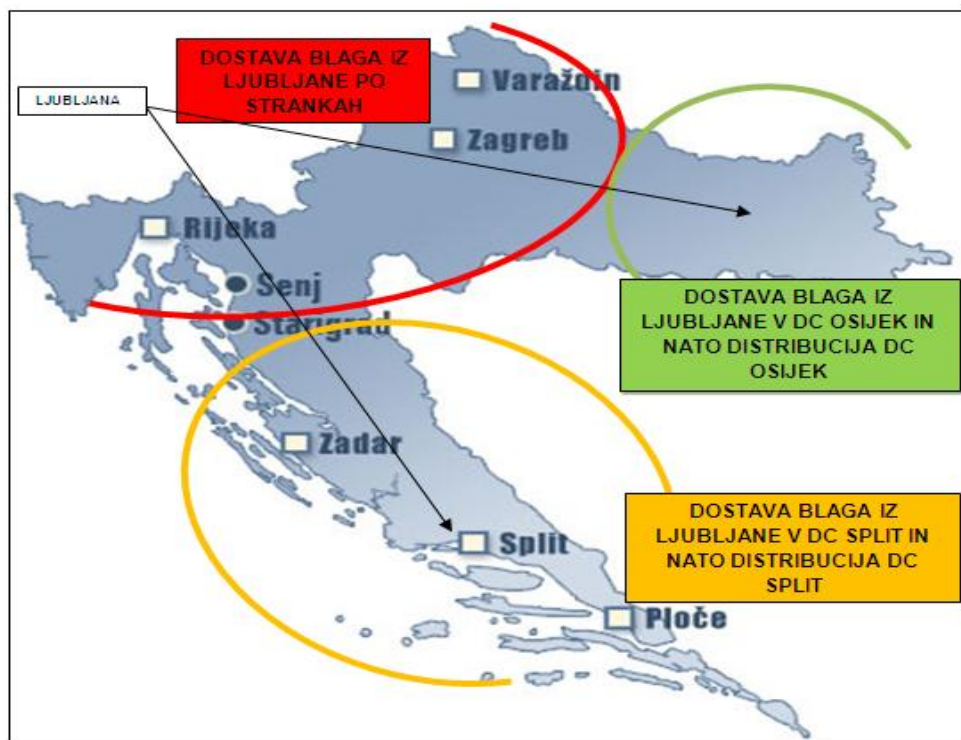 DOSTAVA BLAGA IZ
LJUBLJANE PO
STRANKAH
LJUBLJANA
Varaždin
Zagreb
Rijeka
Senj
Starigrad
DOSTAVA BLAGA IZ
LJUBLJANE V DC OSIJEK IN
NATO DISTRIBUCIJA DC
OSIJEK
Zadar
DOSTAVA BLAGA IZ
LJUBLJANE V DC SPLIT IN
NATO DISTRIBUCIJA DC
SPLIT
Split
Ploče